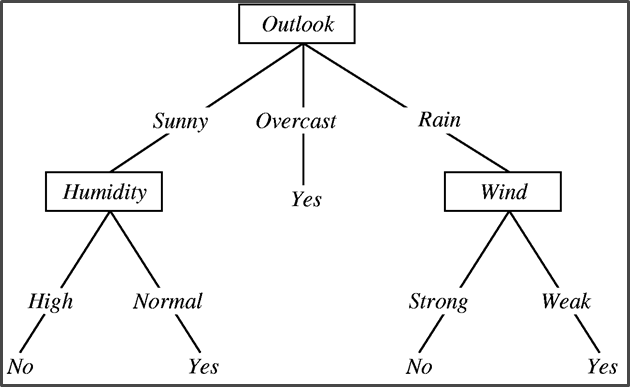 Outlook
Sunny Overcast Rain
Humidity Yes Wind
High Normal Strong Weak
No Yes No Yes